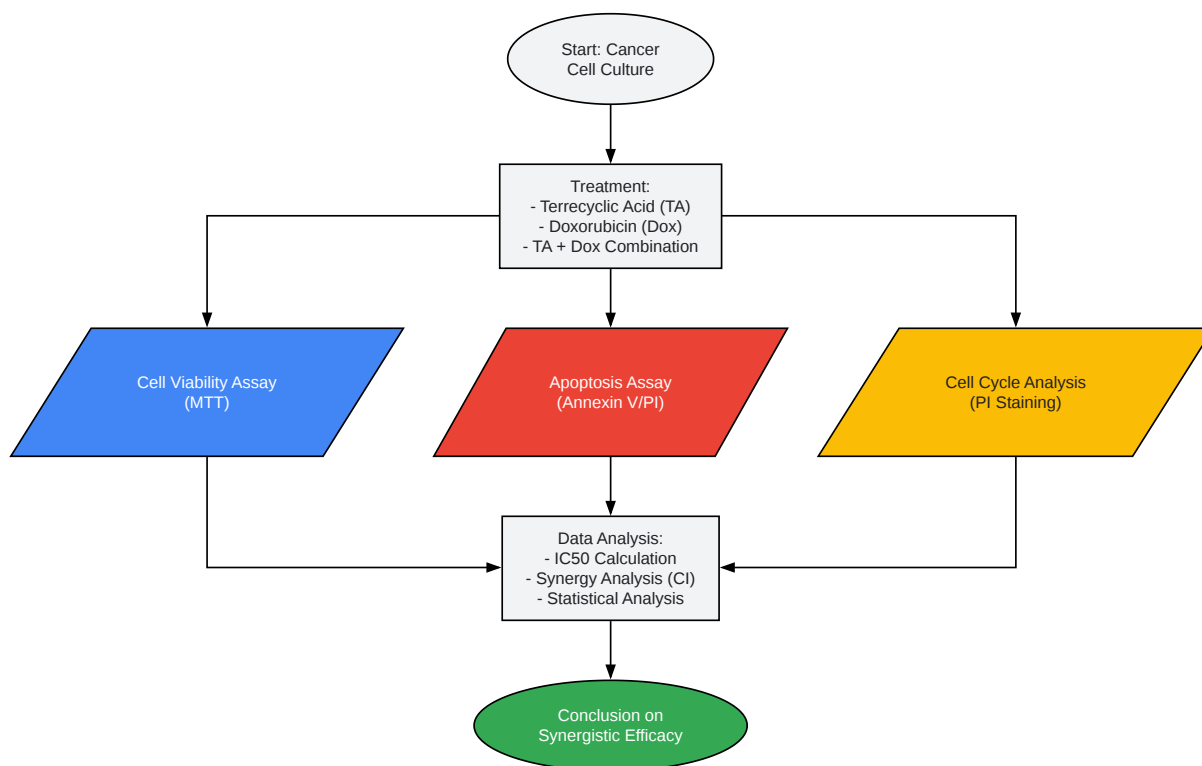 Start: Cancer
Cell Culture
Treatment:
- Terrecyclic Acid (TA)
- Doxorubicin (Dox)
- TA + Dox Combination
Cell Viability Assay
(MTT)
Apoptosis Assay
(Annexin V/PI)
Cell Cycle Analysis
(PI Staining)
Data Analysis:
- IC50 Calculation
- Synergy Analysis (CI)
- Statistical Analysis
Conclusion on
Synergistic Efficacy